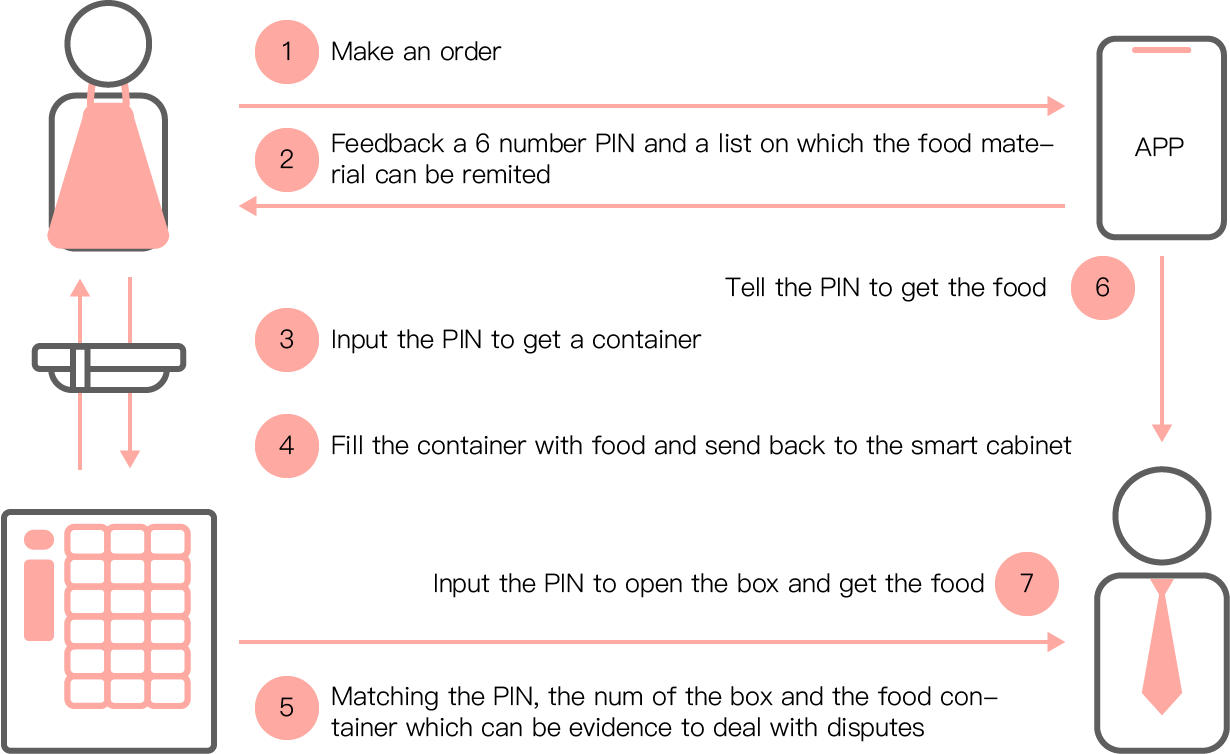 1 Make an order
2 Feedback a 6 number PIN and a list on which the food mate-
rial can be remited
APP
Tell the PIN to get the food 6
3 Input the PIN to get a container
4 Fill the container with food and send back to the smart cabinet
Input the PIN to open the box and get the food 7
5 Matching the PIN, the num of the box and the food con-
tainer which can be evidence to deal with disputes